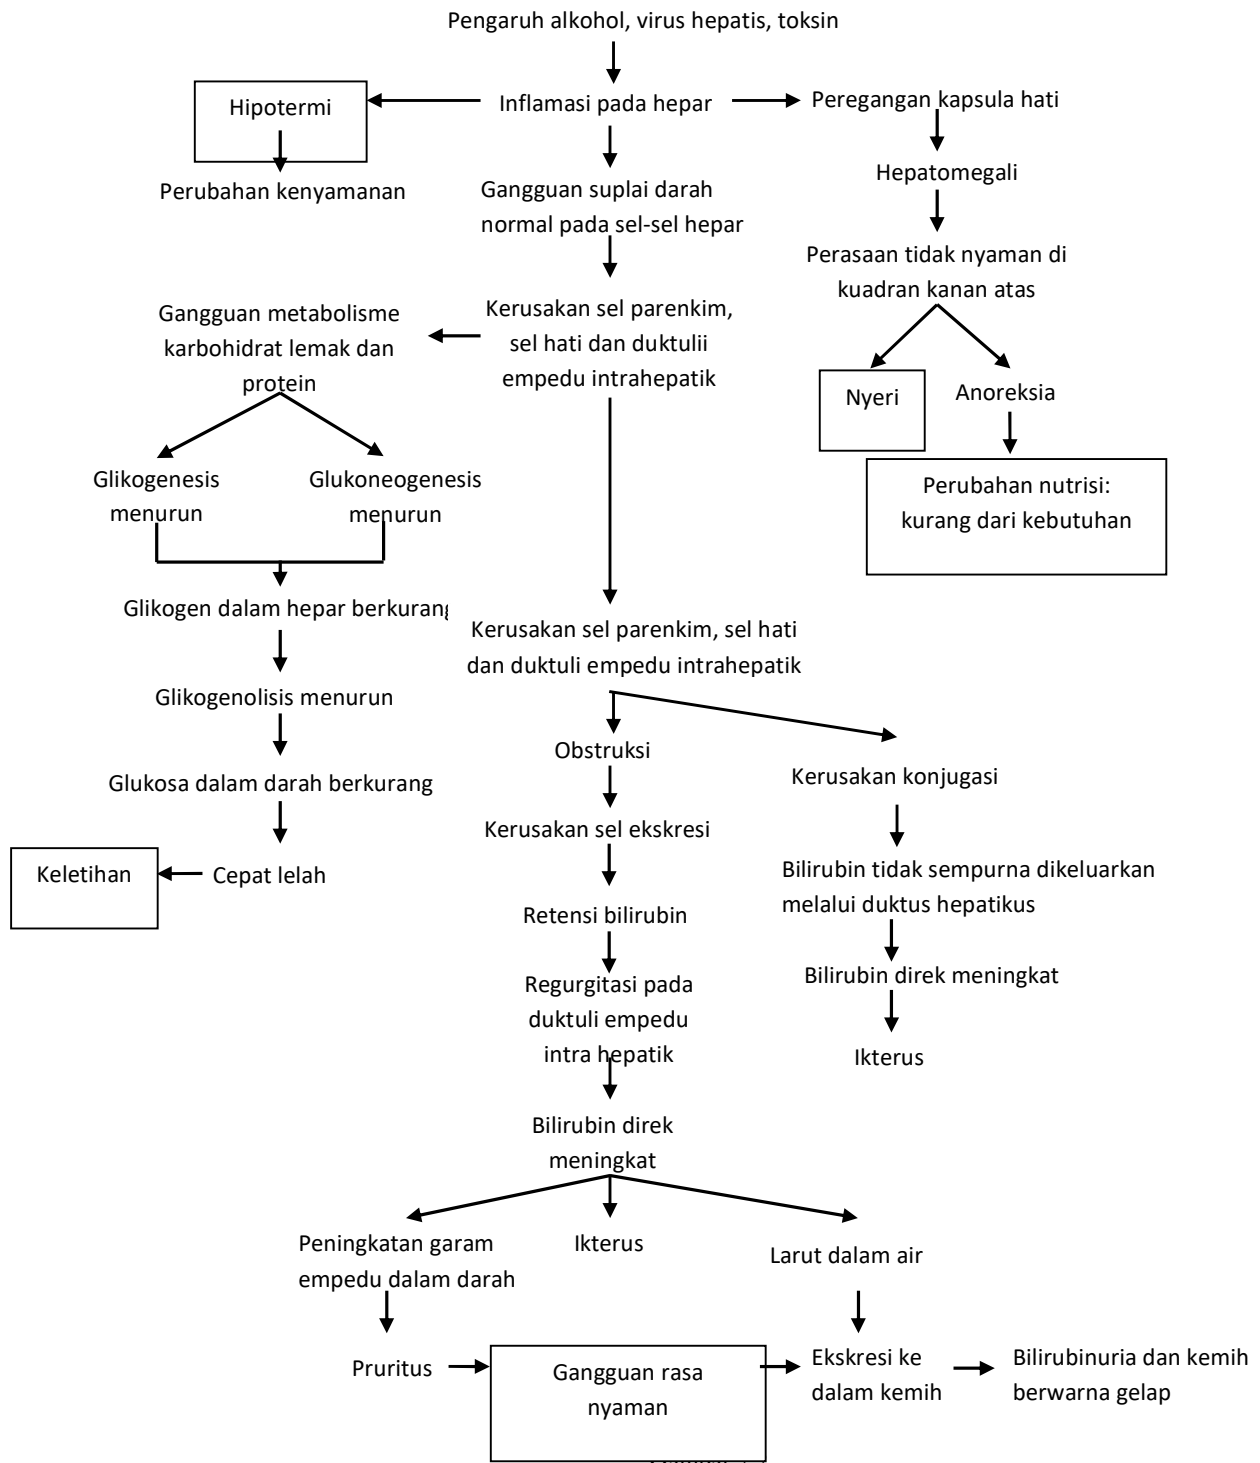 Pengaruh alkohol, virus hepatis, toksin
Hipotermi
Inflamasi pada hepar
Peregangan kapsula hati
Perubahan kenyamanan
Gangguan suplai darah
normal pada sel-sel hepar
Hepatomegali
Perasaan tidak nyaman di
kuadran kanan atas
Gangguan metabolisme
karbohidrat lemak dan
protein
Kerusakan sel parenkim,
sel hati dan duktulii
empedu intrahepatik
Nyeri
Anoreksia
Glikogenesis
menurun
Glukoneogenesis
menurun
Perubahan nutrisi:
kurang dari kebutuhan
Glikogen dalam hepar berkurang
Kerusakan sel parenkim, sel hati
dan duktuli empedu intrahepatik
Glikogenolisis menurun
Obstruksi
Kerusakan konjugasi
Glukosa dalam darah berkurang
Kerusakan sel ekskresi
Keletihan
Cepat lelah
Bilirubin tidak sempurna dikeluarkan
melalui duktus hepatikus
Retensi bilirubin
Bilirubin direk meningkat
Regurgitasi pada
duktuli empedu
intra hepatik
Ikterus
Bilirubin direk
meningkat
Peningkatan garam
empedu dalam darah
Ikterus
Larut dalam air
Pruritus
Gangguan rasa
nyaman
Ekskresi ke
dalam kemih
Bilirubinuria dan kemih
berwarna gelap